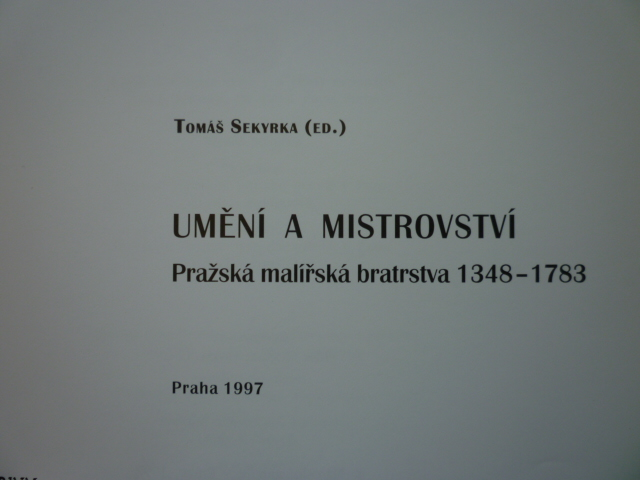 Tomáš Sekyrka (ed.)
UMĚNÍ A MISTROVSTVÍ
Pražská malířská bratrstva 1348–1783
Praha 1997